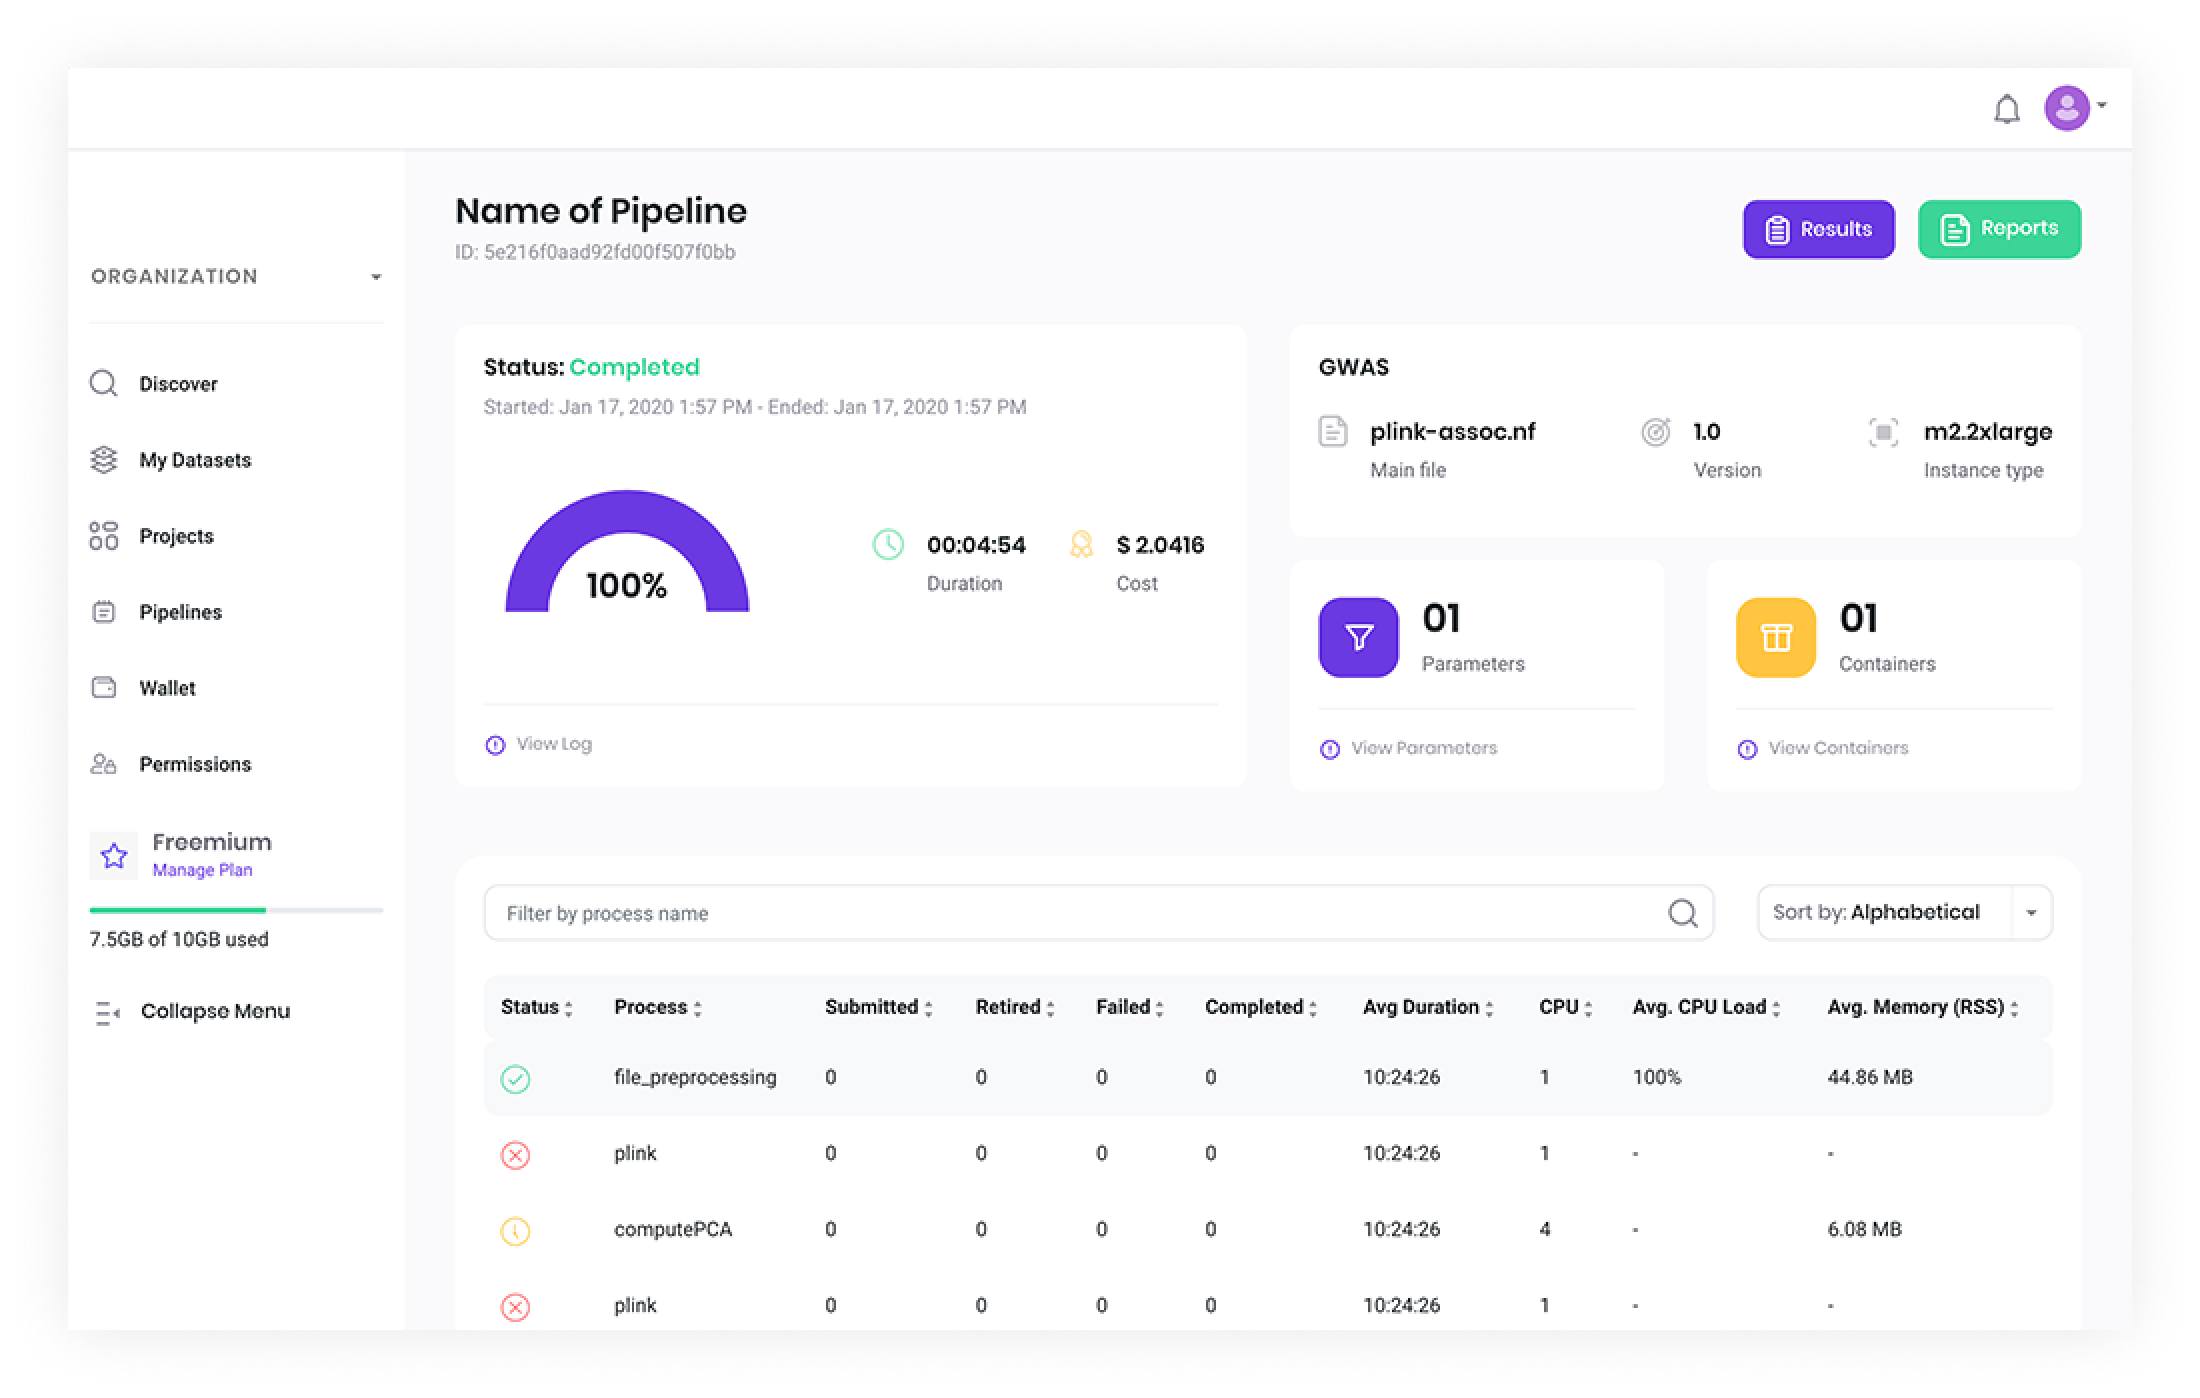 ORGANIZATION
Discover
My Datasets
Projects
Pipelines
Wallet
Permissions
Freemium
Manage Plan
7.5GB of 10GB used
Collapse Menu
Name of Pipeline
ID: 5e216f0aad92fd00f507f0bb
Results
Reports
Status: Completed
Started: Jan 17, 2020 1:57 PM - Ended: Jan 17, 2020 1:57 PM
100%
00:04:54
Duration
$ 2.0416
Cost
View Log
GWAS
plink-assoc.nf
Main file
1.0
Version
m2.2xlarge
Instance type
01
Parameters
View Parameters
01
Containers
View Containers
Filter by process name
Sort by: Alphabetical
Status Process Submitted Retired Failed Completed Avg Duration CPU Avg. CPU Load Avg. Memory (RSS)
file_preprocessing 0 0 0 0 10:24:26 1 100% 44.86 MB
plink 0 0 0 0 10:24:26 1 - -
computePCA 0 0 0 0 10:24:26 4 - 6.08 MB
plink 0 0 0 0 10:24:26 1 - -